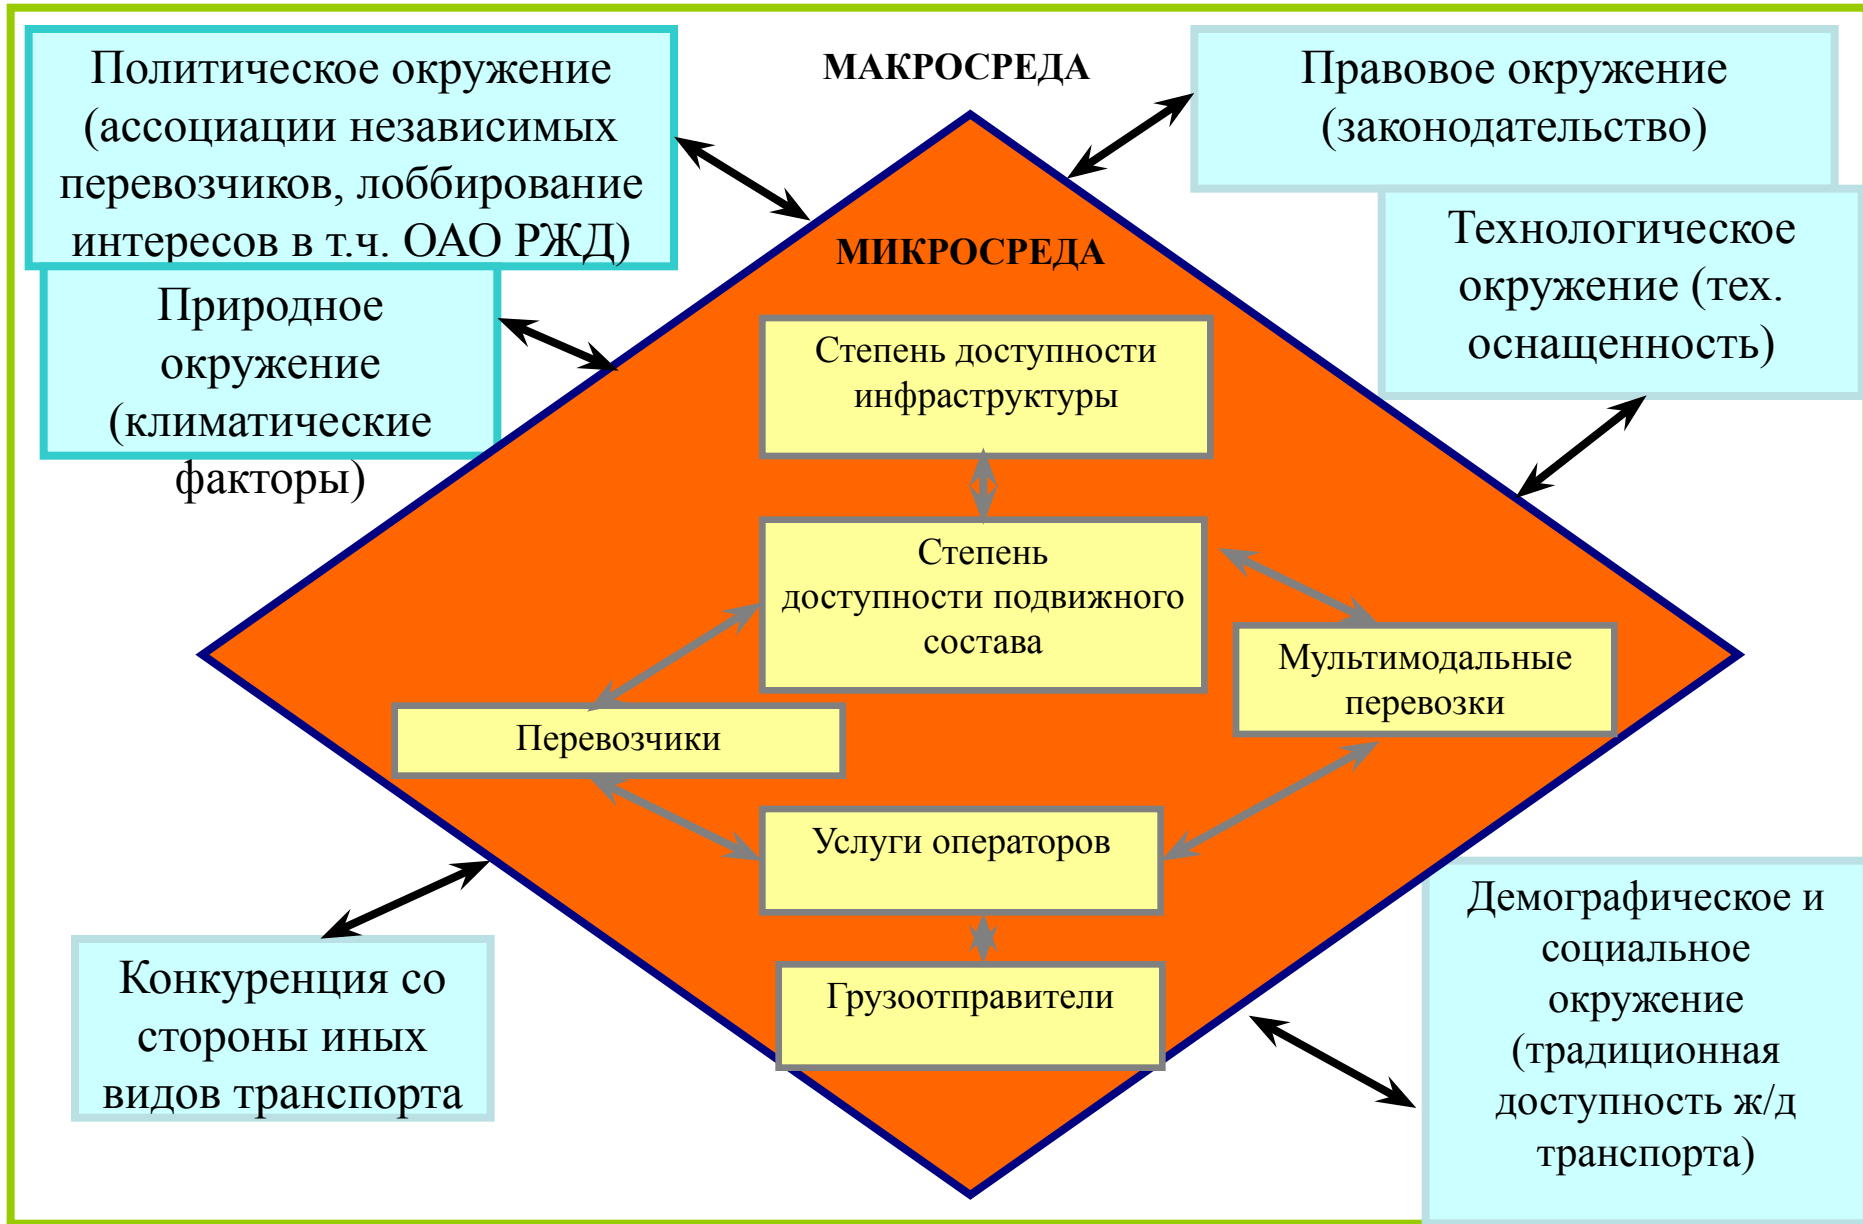 Политическое окружение
(ассоциации независимых
перевозчиков, лоббирование
интересов в т.ч. ОАО РЖД)
МАКРОСРЕДА
Правовое окружение
(законодательство)
Природное
окружение
(климатические
факторы)
МИКРОСРЕДА
Технологическое
окружение (тех.
оснащенность)
Степень доступности
инфраструктуры
Степень
доступности подвижного
состава
Мультимодальные
перевозки
Перевозчики
Услуги операторов
Грузоотправители
Конкуренция со
стороны иных
видов транспорта
Демографическое и
социальное
окружение
(традиционная
доступность ж/д
транспорта)